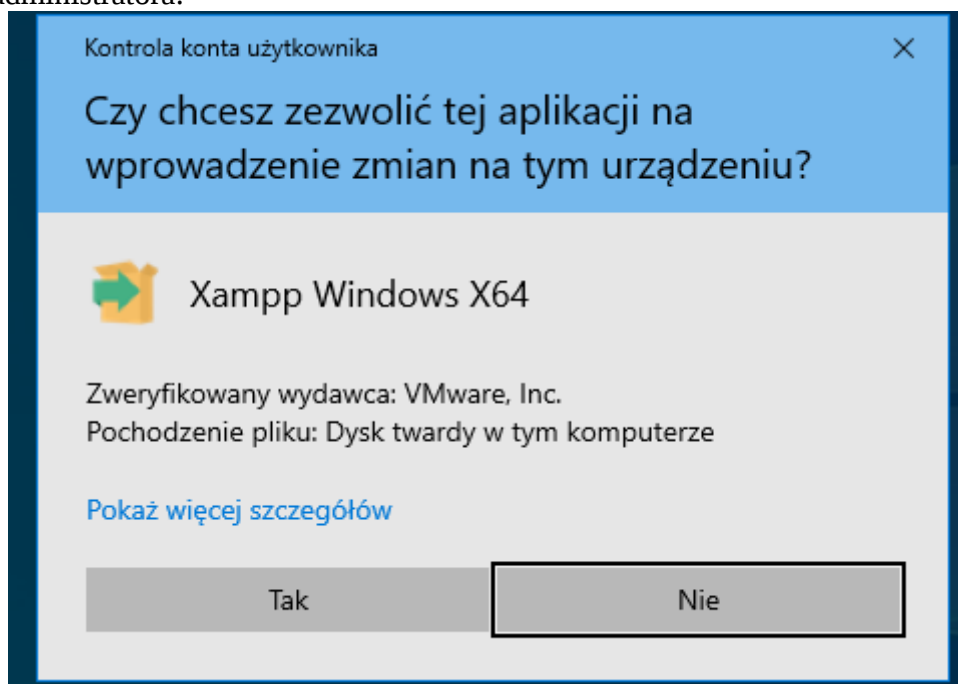 administratora.
Kontrola konta użytkownika
Czy chcesz zezwolić tej aplikacji na
wprowadzenie zmian na tym urządzeniu?
Xampp Windows X64
Zweryfikowany wydawca: VMware, Inc.
Pochodzenie pliku: Dysk twardy w tym komputerze
Pokaż więcej szczegółów
Tak
Nie